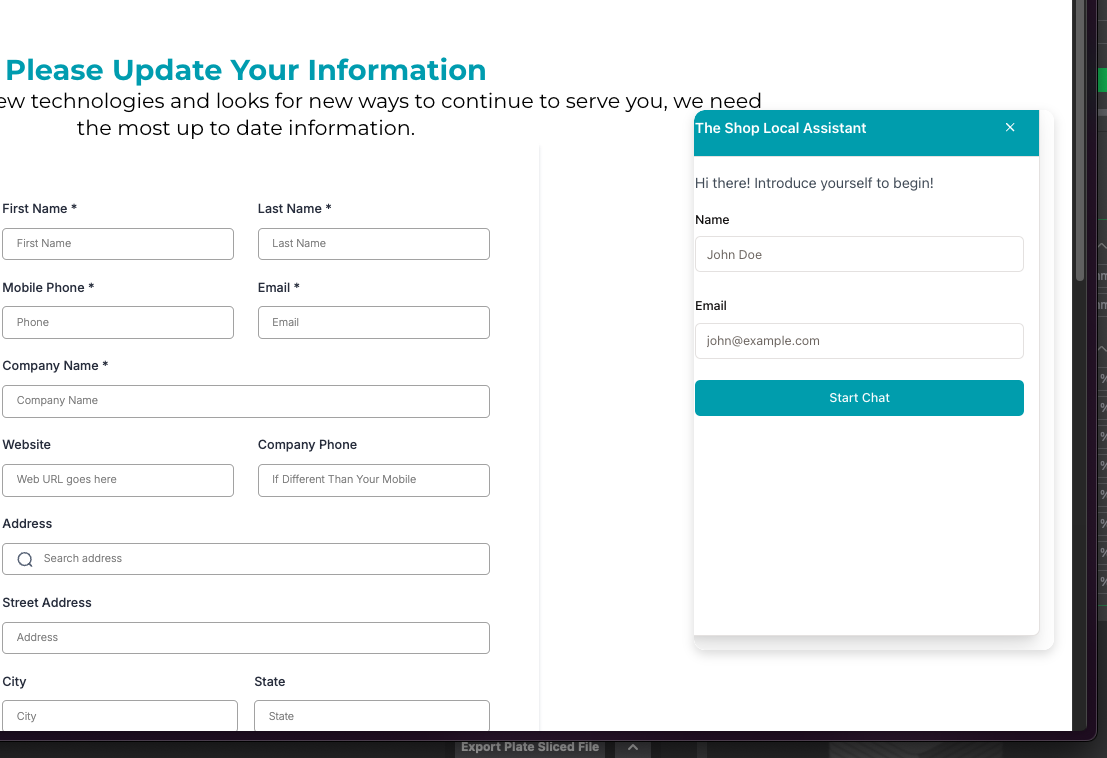 Please Update Your Information
ew technologies and looks for new ways to continue to serve you, we need
the most up to date information.
First Name *
Last Name *
First Name
Last Name
Mobile Phone *
Email *
Phone
Email
Company Name *
Company Name
Website
Company Phone
Web URL goes here
If Different Than Your Mobile
Address
Search address
Street Address
Address
City
State
City
State
The Shop Local Assistant
Hi there! Introduce yourself to begin!
Name
John Doe
Email
john@example.com
Start Chat
%
%
%
%
%
%
%
%
Export Plate Sliced File